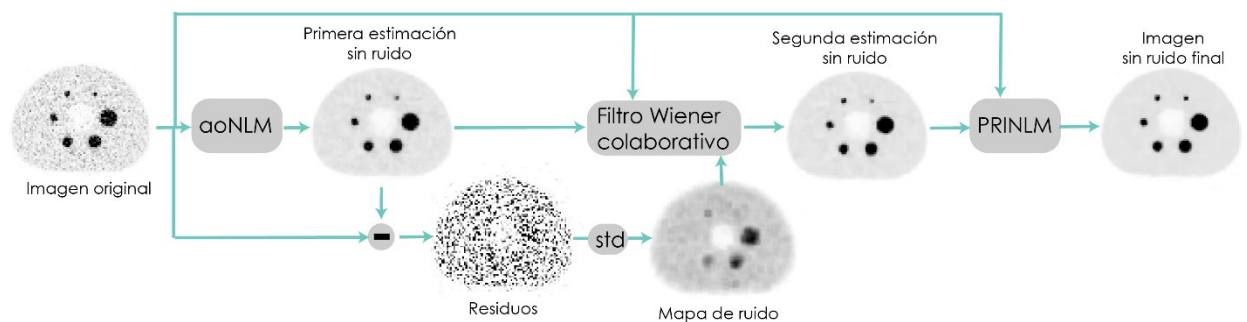 Primera estimación
sin ruido
Segunda estimación
sin ruido
Imagen
sin ruido final
aoNLM
Filtro Wiener
colaborativo
PRINLM
Imagen original
std
Residuos
Mapa de ruido